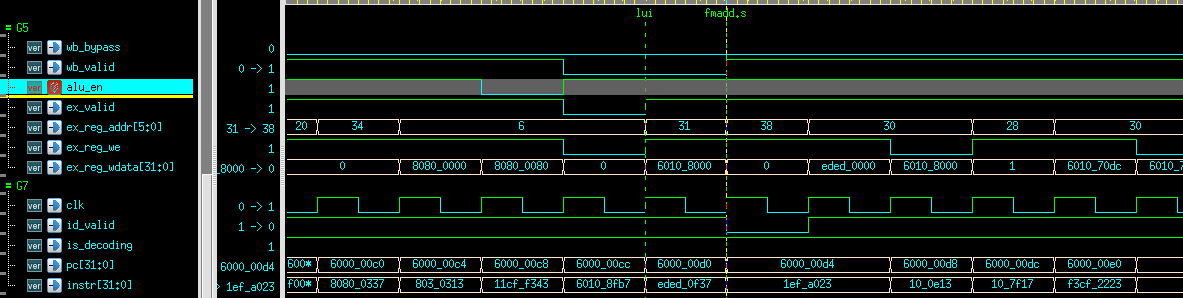 lui fmadd.s
G5
ver wb_bypass 0
ver wb_valid 0 -> 1
ver alu_en 1
ver ex_valid 1
ver ex_reg_addr[5:0] 31 -> 38 20 34 6 31 38 30 28 30
ver ex_reg_we 1
ver ex_reg_wdata[31:0] 8000 -> 0 0 8080_0000 8080_0080 0 6010_8000 0 eded_0000 6010_8000 1 6010_70dc 6010_7
G7
ver clk 0 -> 1
ver id_valid 1 -> 0
ver is_decoding 1
ver pc[31:0] 6000_00d4 600* 6000_00c0 6000_00c4 6000_00c8 6000_00cc 6000_00d0 6000_00d4 6000_00d8 6000_00dc 6000_00e0
ver instr[31:0] 1ef_a023 f00* 8080_0337 803_0313 11cf_f343 6010_8fb7 eded_0f37 1ef_a023 10_0e13 10_7f17 f3cf_2223